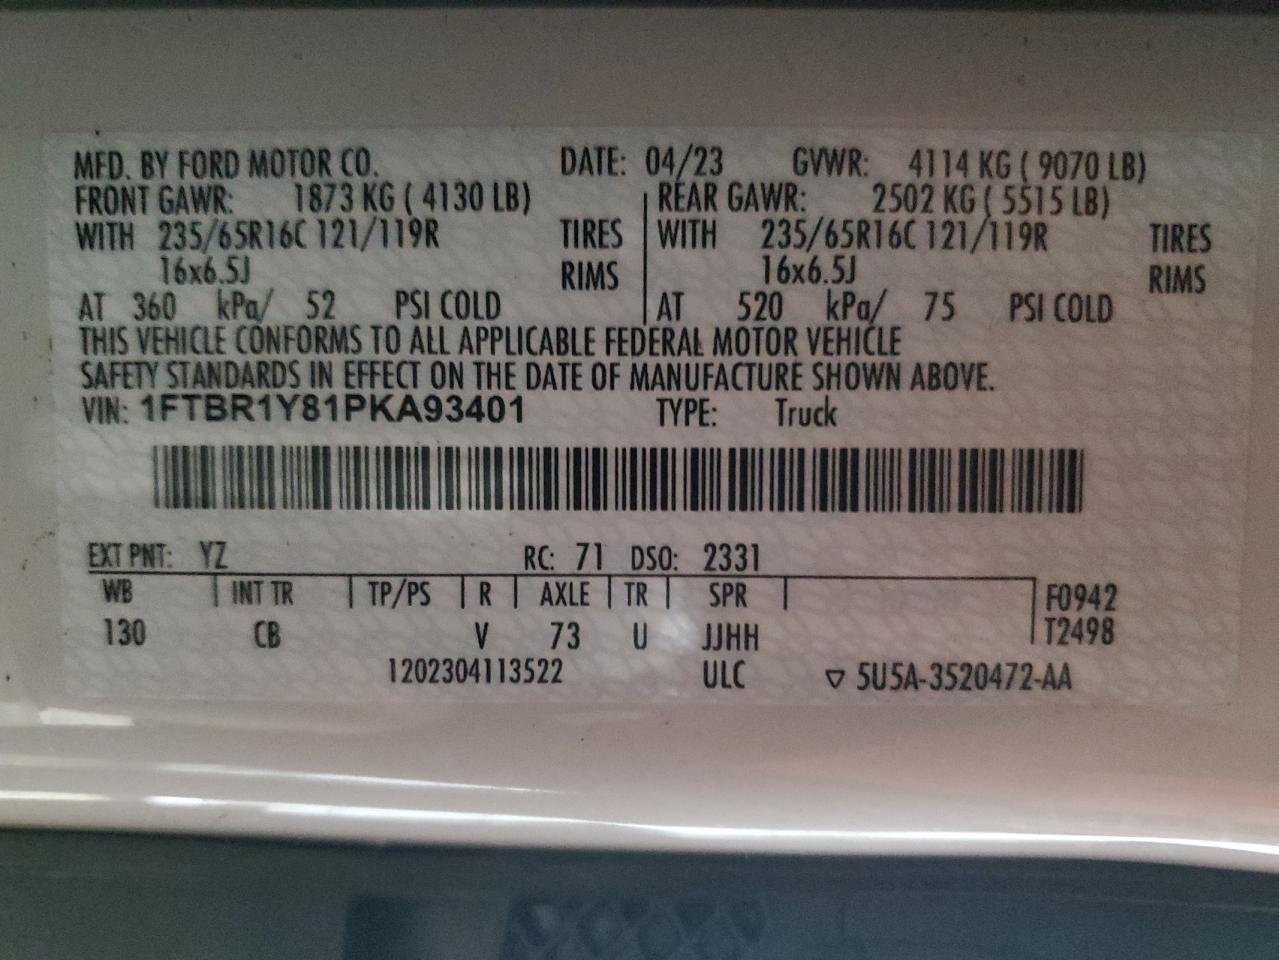 MFD. BY FORD MOTOR CO. DATE: 04/23 GVWR: 4114 KG ( 9070 LB)
FRONT GAWR: 1873 KG ( 4130 LB) REAR GAWR: 2502 KG ( 5515 LB)
WITH 235/65R16C 121/119R TIRES WITH 235/65R16C 121/119R TIRES
16x6.5J RIMS 16x6.5J RIMS
AT 360 kPa/ 52 PSI COLD AT 520 kPa/ 75 PSI COLD
THIS VEHICLE CONFORMS TO ALL APPLICABLE FEDERAL MOTOR VEHICLE
SAFETY STANDARDS IN EFFECT ON THE DATE OF MANUFACTURE SHOWN ABOVE.
VIN: 1FTBR1Y81PKA93401 TYPE: Truck
EXT PNT: YZ RC: 71 DSO: 2331
WB INT TR TP/PS R AXLE TR SPR F0942
130 CB V 73 U JJHH T2498
1202304113522 ULC ▽ 5U5A-3520472-AA